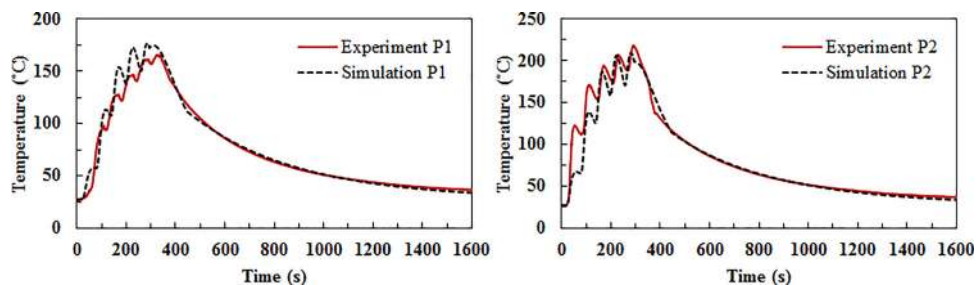 200
150
100
50
0
Temperature (˚C)
Experiment P1
Simulation P1
0 200 400 600 800 1000 1200 1400 1600
Time (s)
250
200
150
100
50
0
Temperature (˚C)
Experiment P2
Simulation P2
0 200 400 600 800 1000 1200 1400 1600
Time (s)